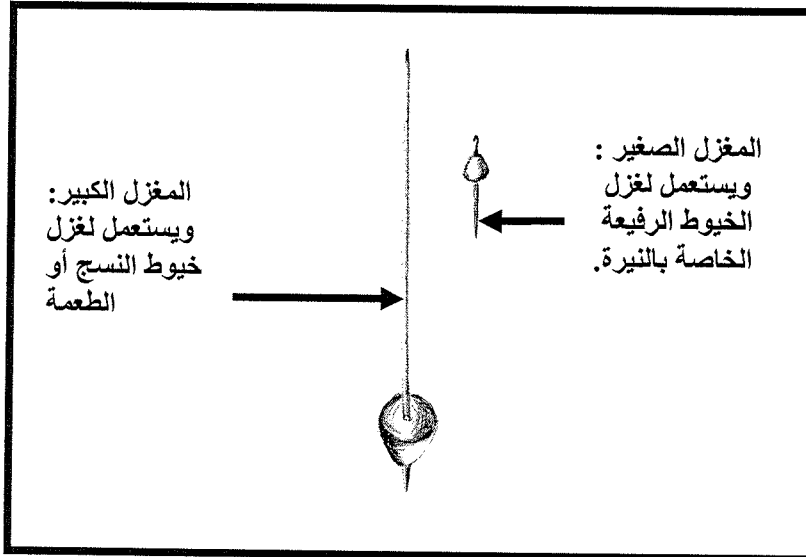 المغزل الصغير :
ويستعمل لغزل
الخيوط الرفيعة
الخاصة بالنيرة.
المغزل الكبير:
ويستعمل لغزل
خيوط النسج أو
الطعمة